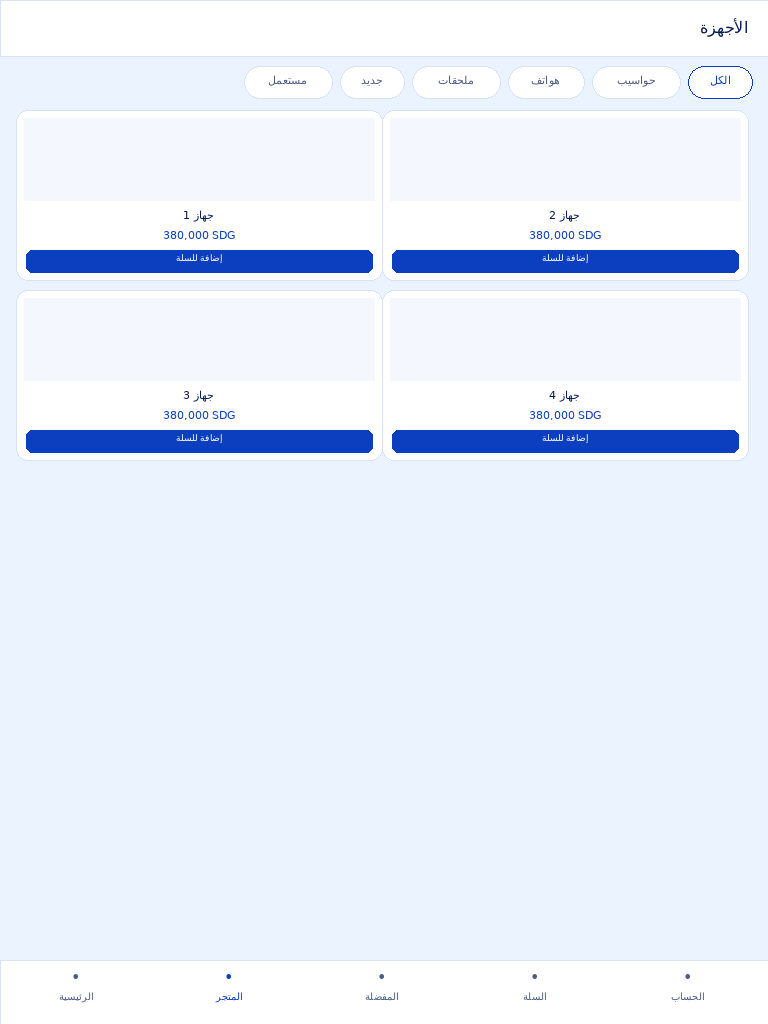 الأجهزة
الكل
حواسيب
هواتف
ملحقات
جديد
مستعمل
جهاز 2
380,000 SDG
إضافة للسلة
جهاز 1
380,000 SDG
إضافة للسلة
جهاز 4
380,000 SDG
إضافة للسلة
جهاز 3
380,000 SDG
إضافة للسلة
الحساب
السلة
المفضلة
المتجر
الرئيسية